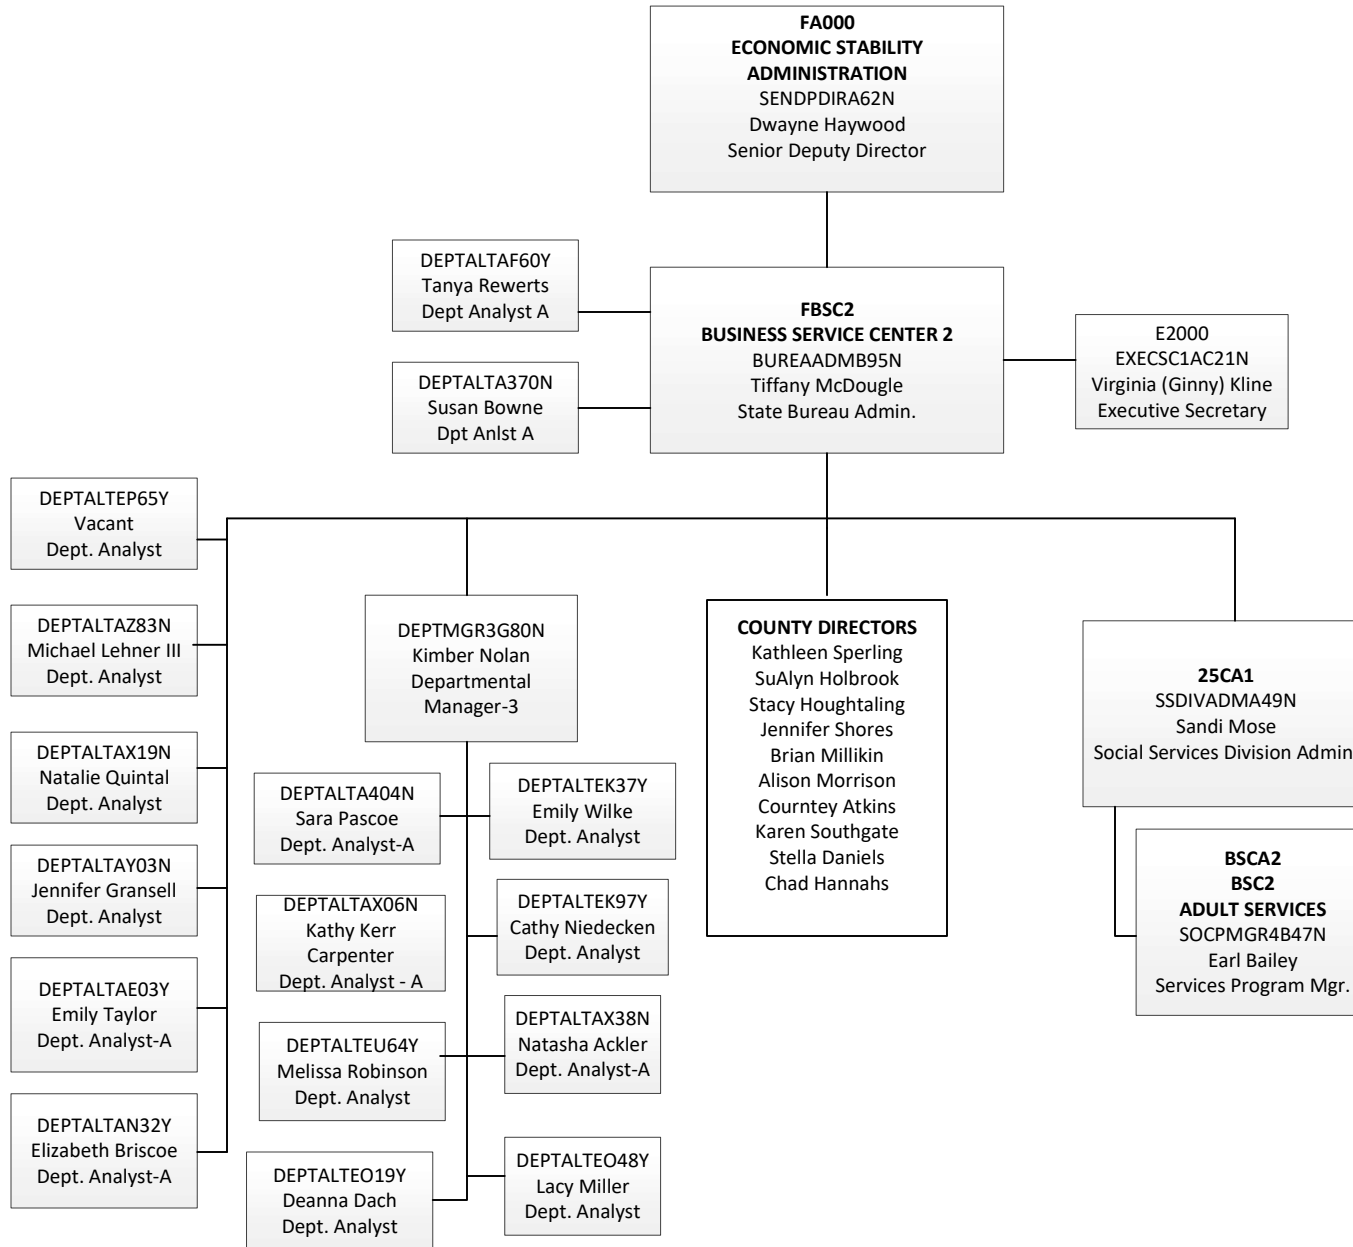 FA000
ECONOMIC STABILITY
ADMINISTRATION
SENDPDIRA62N
Dwayne Haywood
Senior Deputy Director
DEPTALTAF60Y
Tanya Rewerts
Dept Analyst A
FBSC2
BUSINESS SERVICE CENTER 2
BUREAADMB95N
Tiffany McDougle
State Bureau Admin.
E2000
EXECSC1AC21N
Virginia (Ginny) Kline
Executive Secretary
DEPTALTA370N
Susan Bowne
Dpt Anlst A
DEPTALTEP65Y
Vacant
Dept. Analyst
DEPTALTAZ83N
Michael Lehner III
Dept. Analyst
DEPTALTAX19N
Natalie Quintal
Dept. Analyst
DEPTALTAY03N
Jennifer Gransell
Dept. Analyst
DEPTALTAE03Y
Emily Taylor
Dept. Analyst-A
DEPTALTAN32Y
Elizabeth Briscoe
Dept. Analyst-A
DEPTMGR3G80N
Kimber Nolan
Departmental
Manager-3
DEPTALTA404N
Sara Pascoe
Dept. Analyst-A
DEPTALTEK37Y
Emily Wilke
Dept. Analyst
DEPTALTAX06N
Kathy Kerr
Carpenter
Dept. Analyst - A
DEPTALTEK97Y
Cathy Niedecken
Dept. Analyst
DEPTALTEU64Y
Melissa Robinson
Dept. Analyst
DEPTALTAX38N
Natasha Ackler
Dept. Analyst-A
DEPTALTEO19Y
Deanna Dach
Dept. Analyst
DEPTALTEO48Y
Lacy Miller
Dept. Analyst
COUNTY DIRECTORS
Kathleen Sperling
SuAlyn Holbrook
Stacy Houghtaling
Jennifer Shores
Brian Millikin
Alison Morrison
Courntey Atkins
Karen Southgate
Stella Daniels
Chad Hannahs
25CA1
SSDIVADMA49N
Sandi Mose
Social Services Division Admin
BSCA2
BSC2
ADULT SERVICES
SOCPMGR4B47N
Earl Bailey
Services Program Mgr.